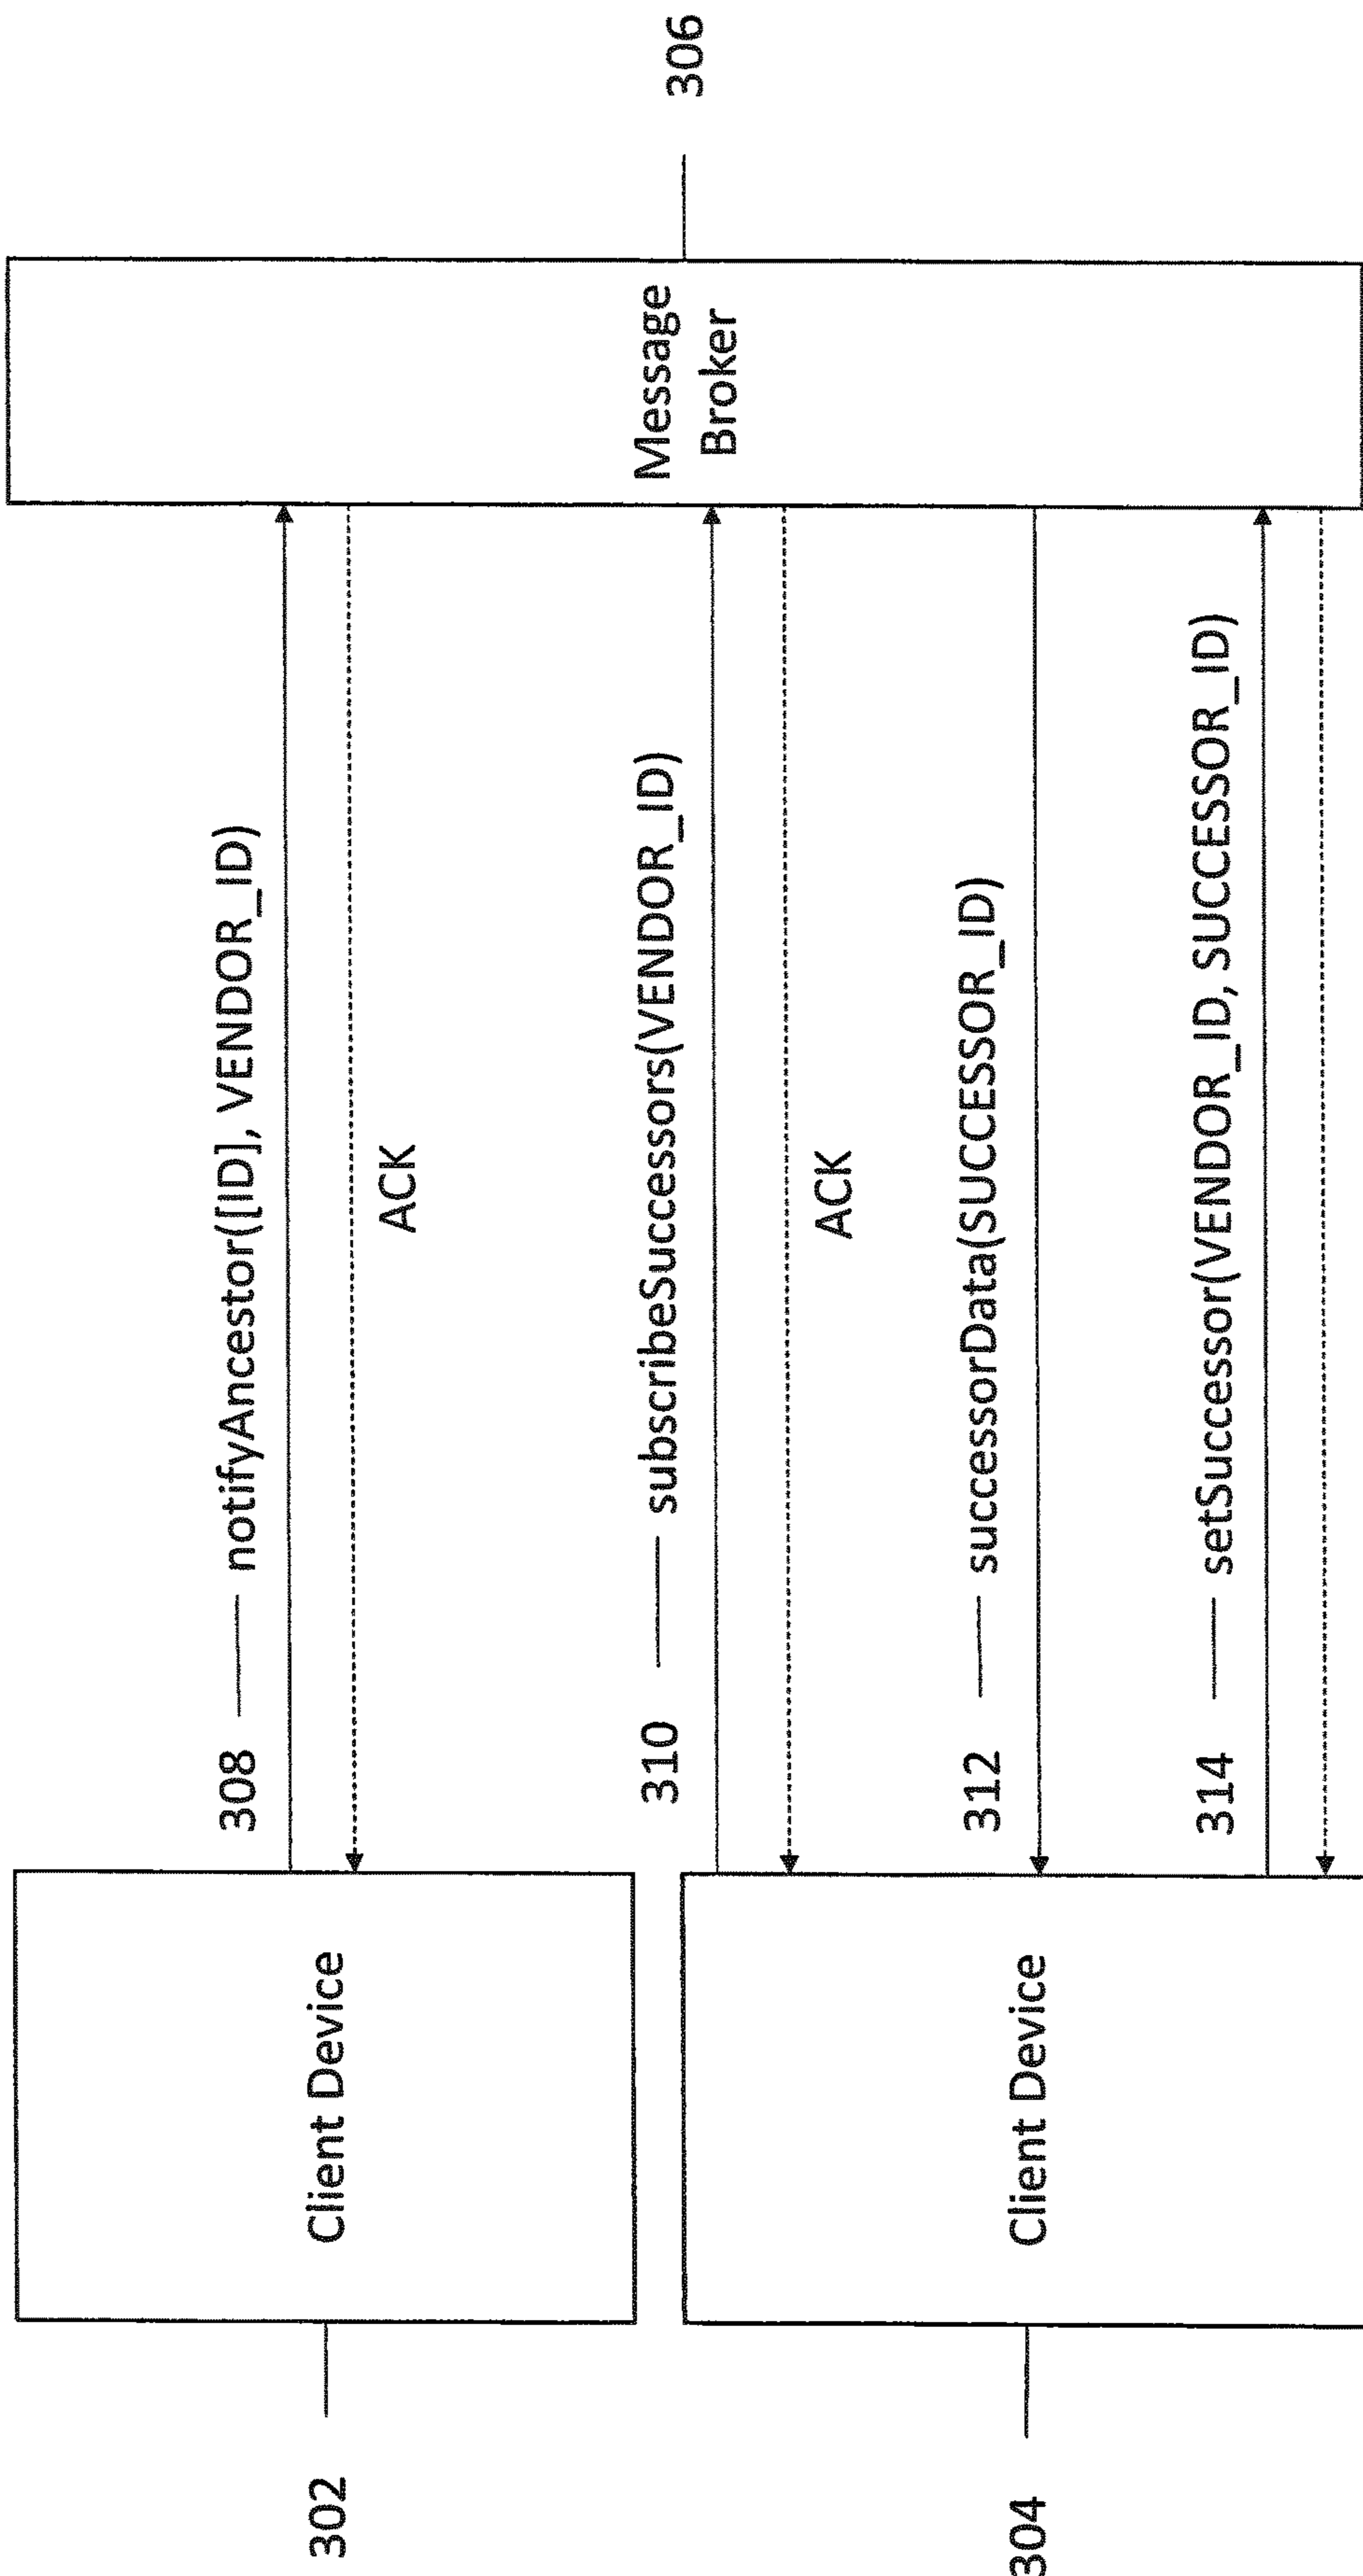 302
Client Device
308
notifyAncestor([ID], VENDOR_ID)
ACK
304
Client Device
310
subscribeSuccessors(VENDOR_ID)
ACK
312
successorData(SUCCESSOR_ID)
314
setSuccessor(VENDOR_ID, SUCCESSOR_ID)
Message
Broker
306